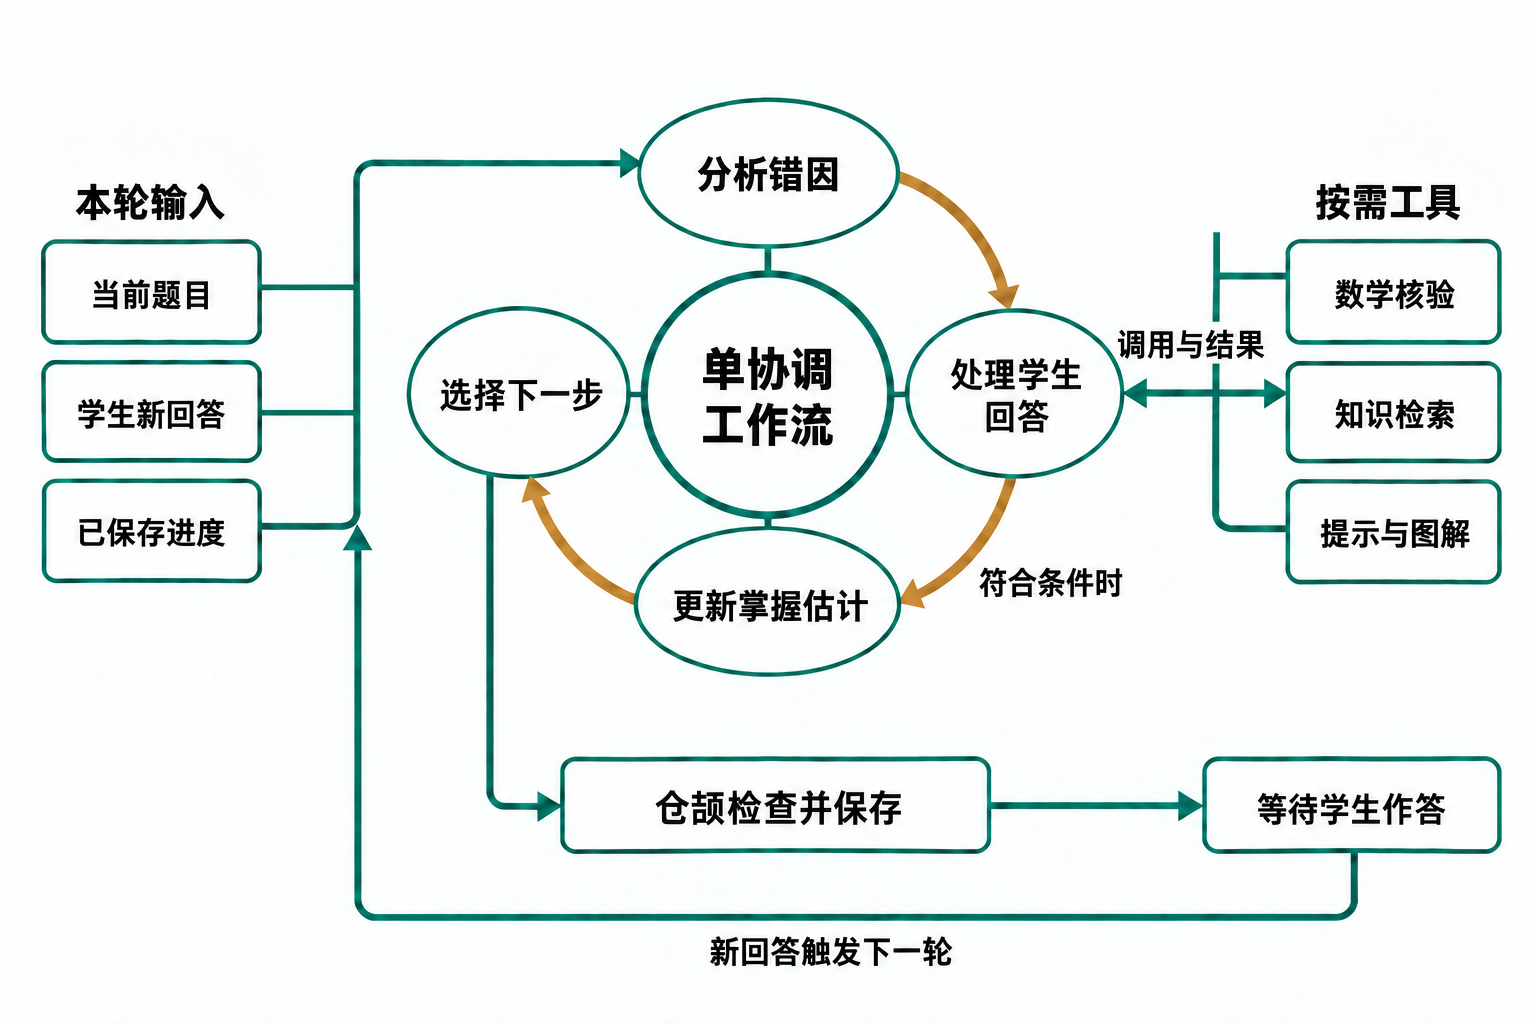 本轮输入
当前题目
学生新回答
已保存进度
分析错因
选择下一步
单协调
工作流
处理学生
回答
更新掌握估计
符合条件时
调用与结果
按需工具
数学核验
知识检索
提示与图解
仓颉检查并保存
等待学生作答
新回答触发下一轮